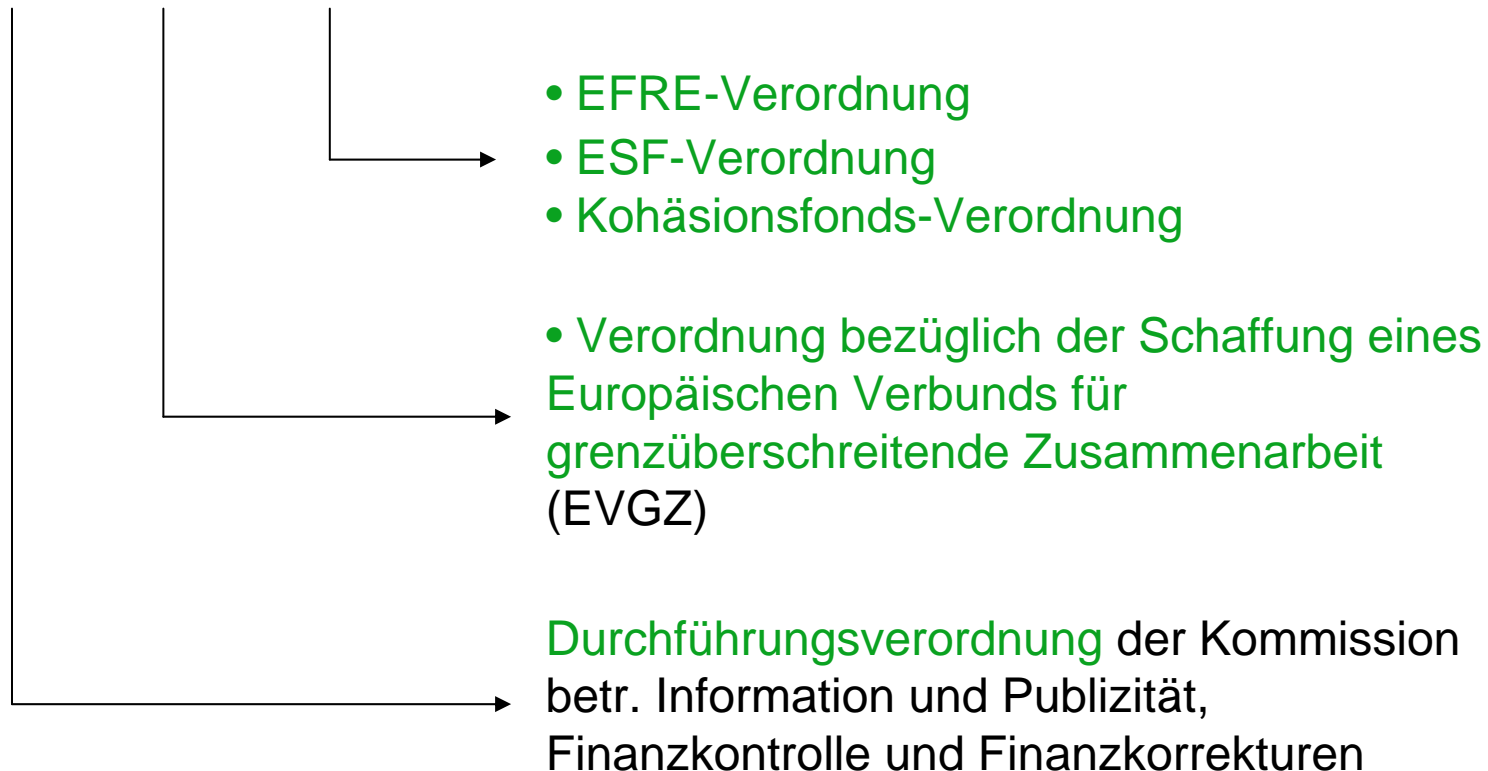 • EFRE-Verordnung
• ESF-Verordnung
• Kohäsionsfonds-Verordnung
• Verordnung bezüglich der Schaffung eines
Europäischen Verbunds für
grenzüberschreitende Zusammenarbeit
(EVGZ)
Durchführungsverordnung der Kommission
betr. Information und Publizität,
Finanzkontrolle und Finanzkorrekturen